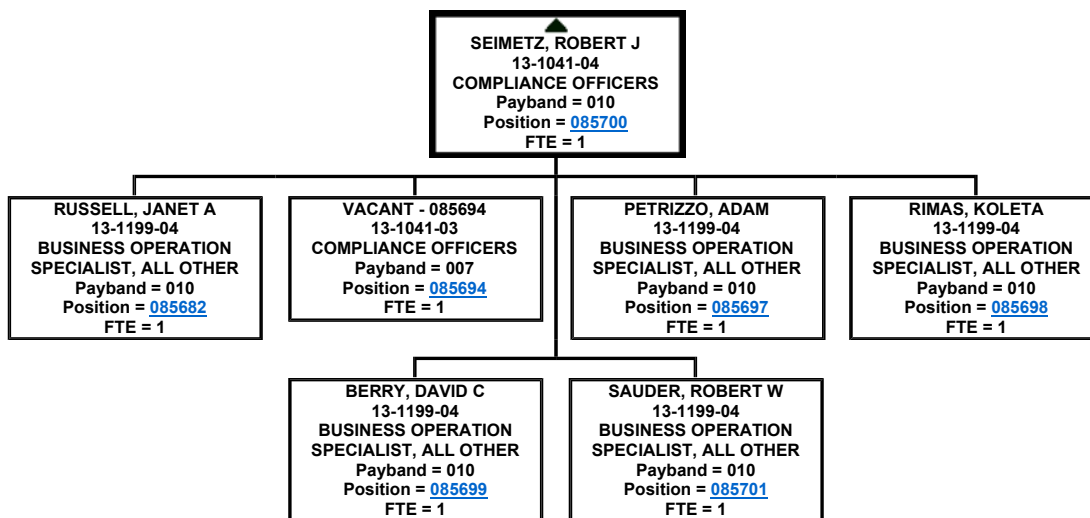 SEIMETZ, ROBERT J
13-1041-04
COMPLIANCE OFFICERS
Payband = 010
Position = 085700
FTE = 1
RUSSELL, JANET A
13-1199-04
BUSINESS OPERATION
SPECIALIST, ALL OTHER
Payband = 010
Position = 085682
FTE = 1
VACANT - 085694
13-1041-03
COMPLIANCE OFFICERS
Payband = 007
Position = 085694
FTE = 1
PETRIZZO, ADAM
13-1199-04
BUSINESS OPERATION
SPECIALIST, ALL OTHER
Payband = 010
Position = 085697
FTE = 1
RIMAS, KOLETA
13-1199-04
BUSINESS OPERATION
SPECIALIST, ALL OTHER
Payband = 010
Position = 085698
FTE = 1
BERRY, DAVID C
13-1199-04
BUSINESS OPERATION
SPECIALIST, ALL OTHER
Payband = 010
Position = 085699
FTE = 1
SAUDER, ROBERT W
13-1199-04
BUSINESS OPERATION
SPECIALIST, ALL OTHER
Payband = 010
Position = 085701
FTE = 1